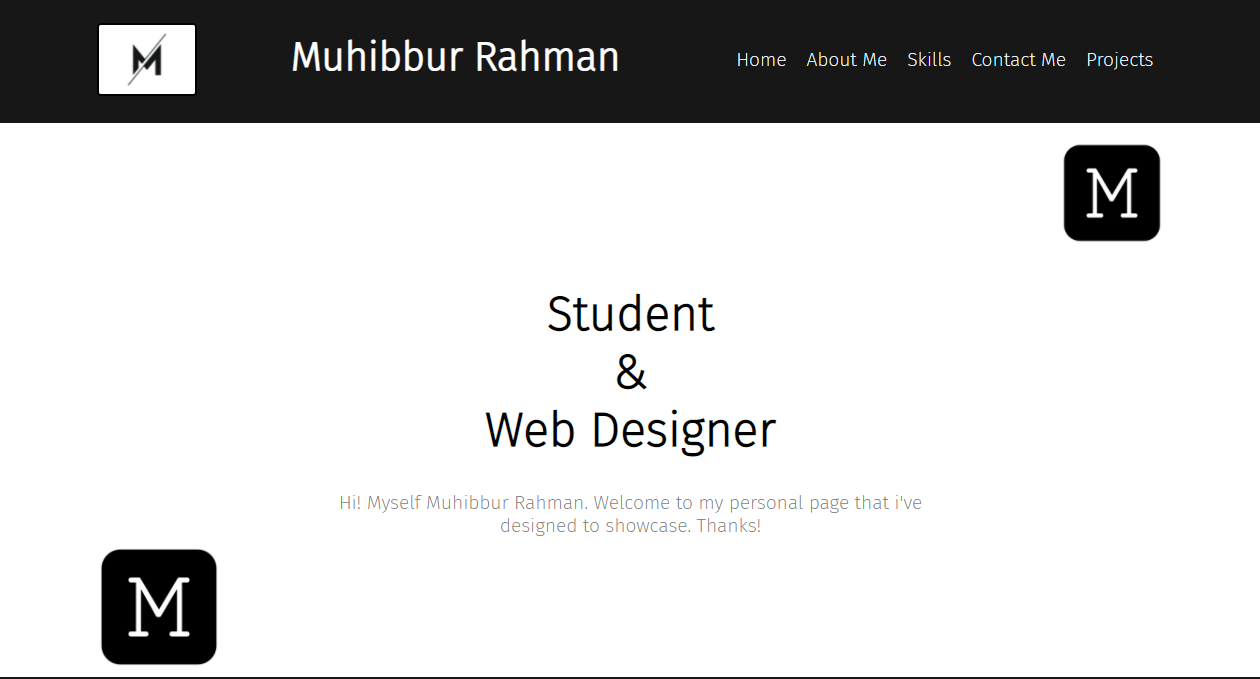 M
Muhibbur Rahman
Home About Me Skills Contact Me Projects
M
Student
&
Web Designer
Hi! Myself Muhibbur Rahman. Welcome to my personal page that i've
designed to showcase. Thanks!
M